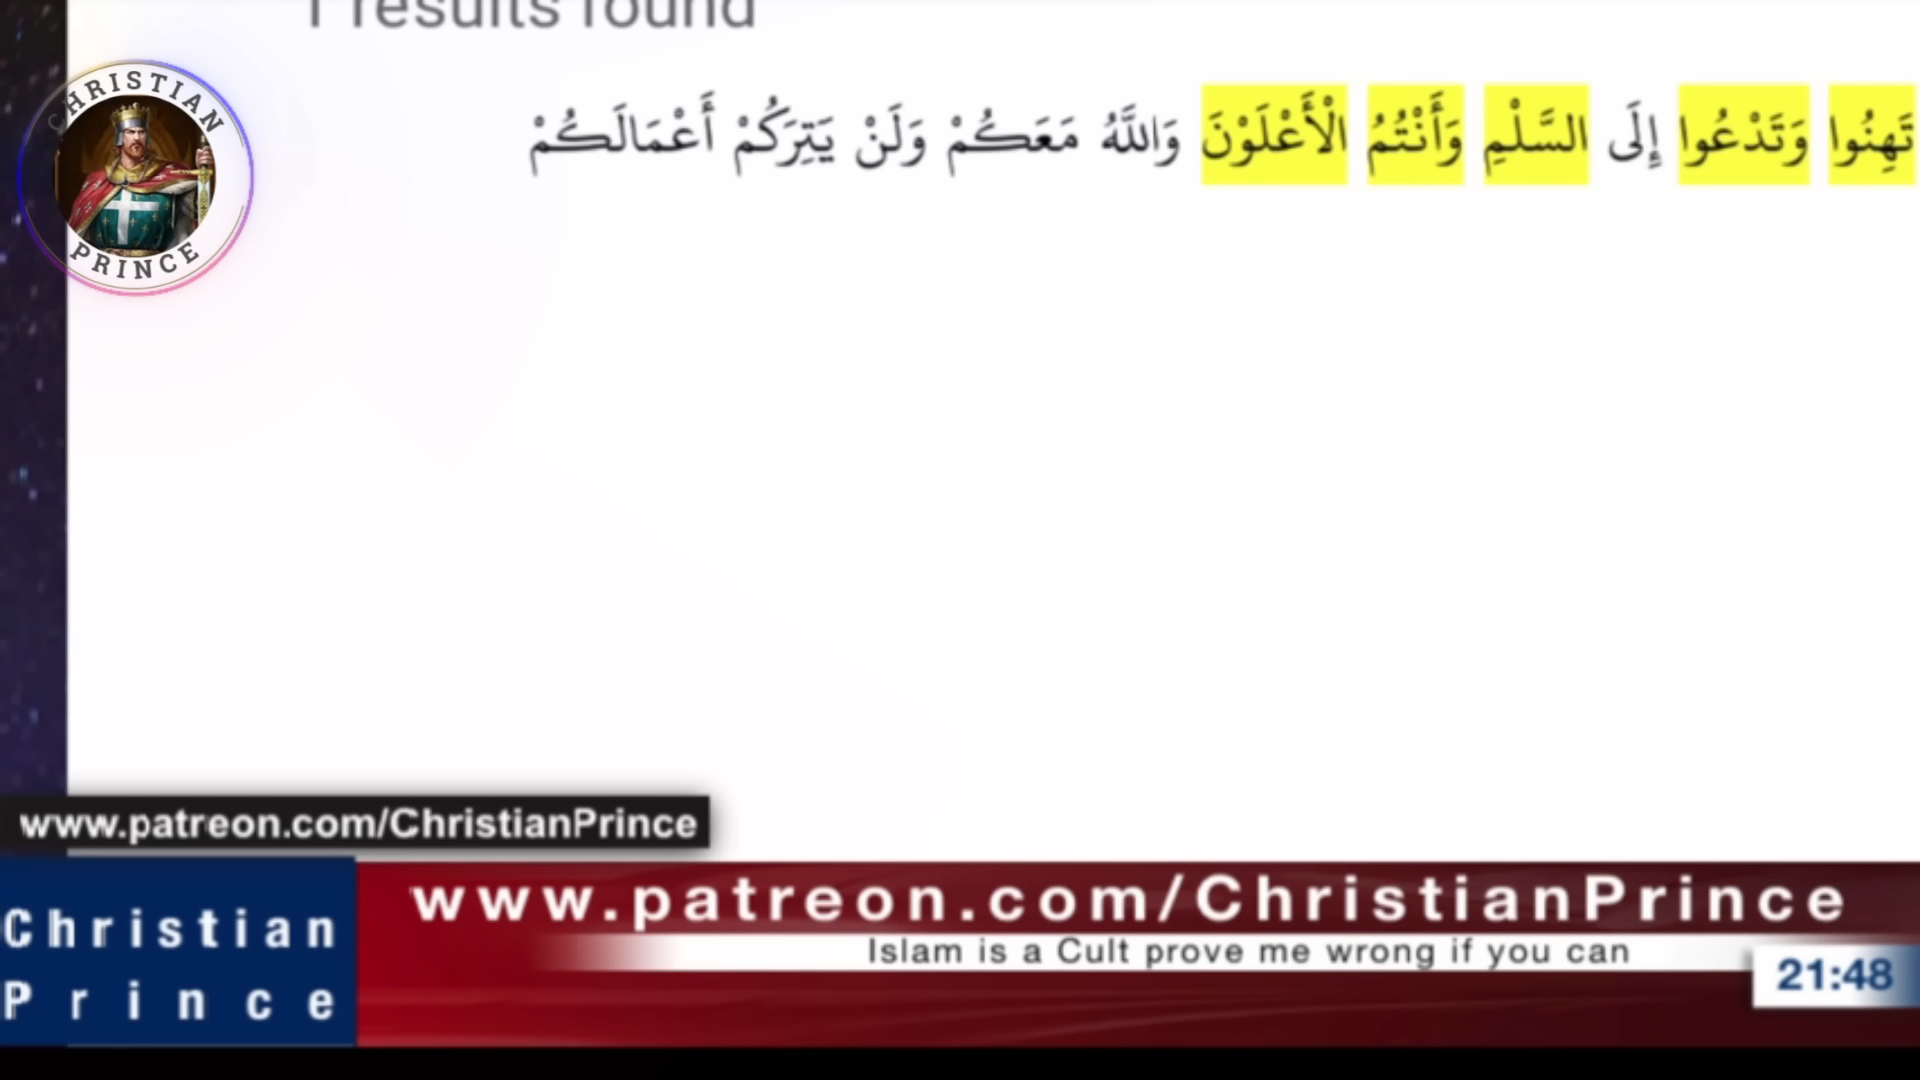 1 results found
تَهِنُوا وَتَدْعُوا إِلَى السَّلْمِ وَأَنْتُمُ الْأَعْلَوْنَ وَاللَّهُ مَعَكُمْ وَلَنْ يَتِرَكُمْ أَعْمَالَكُمْ
CHRISTIAN
PRINCE
www.patreon.com/ChristianPrince
www.patreon.com/ChristianPrince
Islam is a Cult prove me wrong if you can
Christian
Prince
21:48